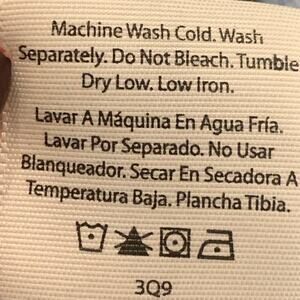 Machine Wash Cold. Wash
Separately. Do Not Bleach. Tumble
Dry Low. Low Iron.
Lavar A Máquina En Agua Fría.
Lavar Por Separado. No Usar
Blanqueador. Secar En Secadora A
Temperatura Baja. Plancha Tibia.
3Q9